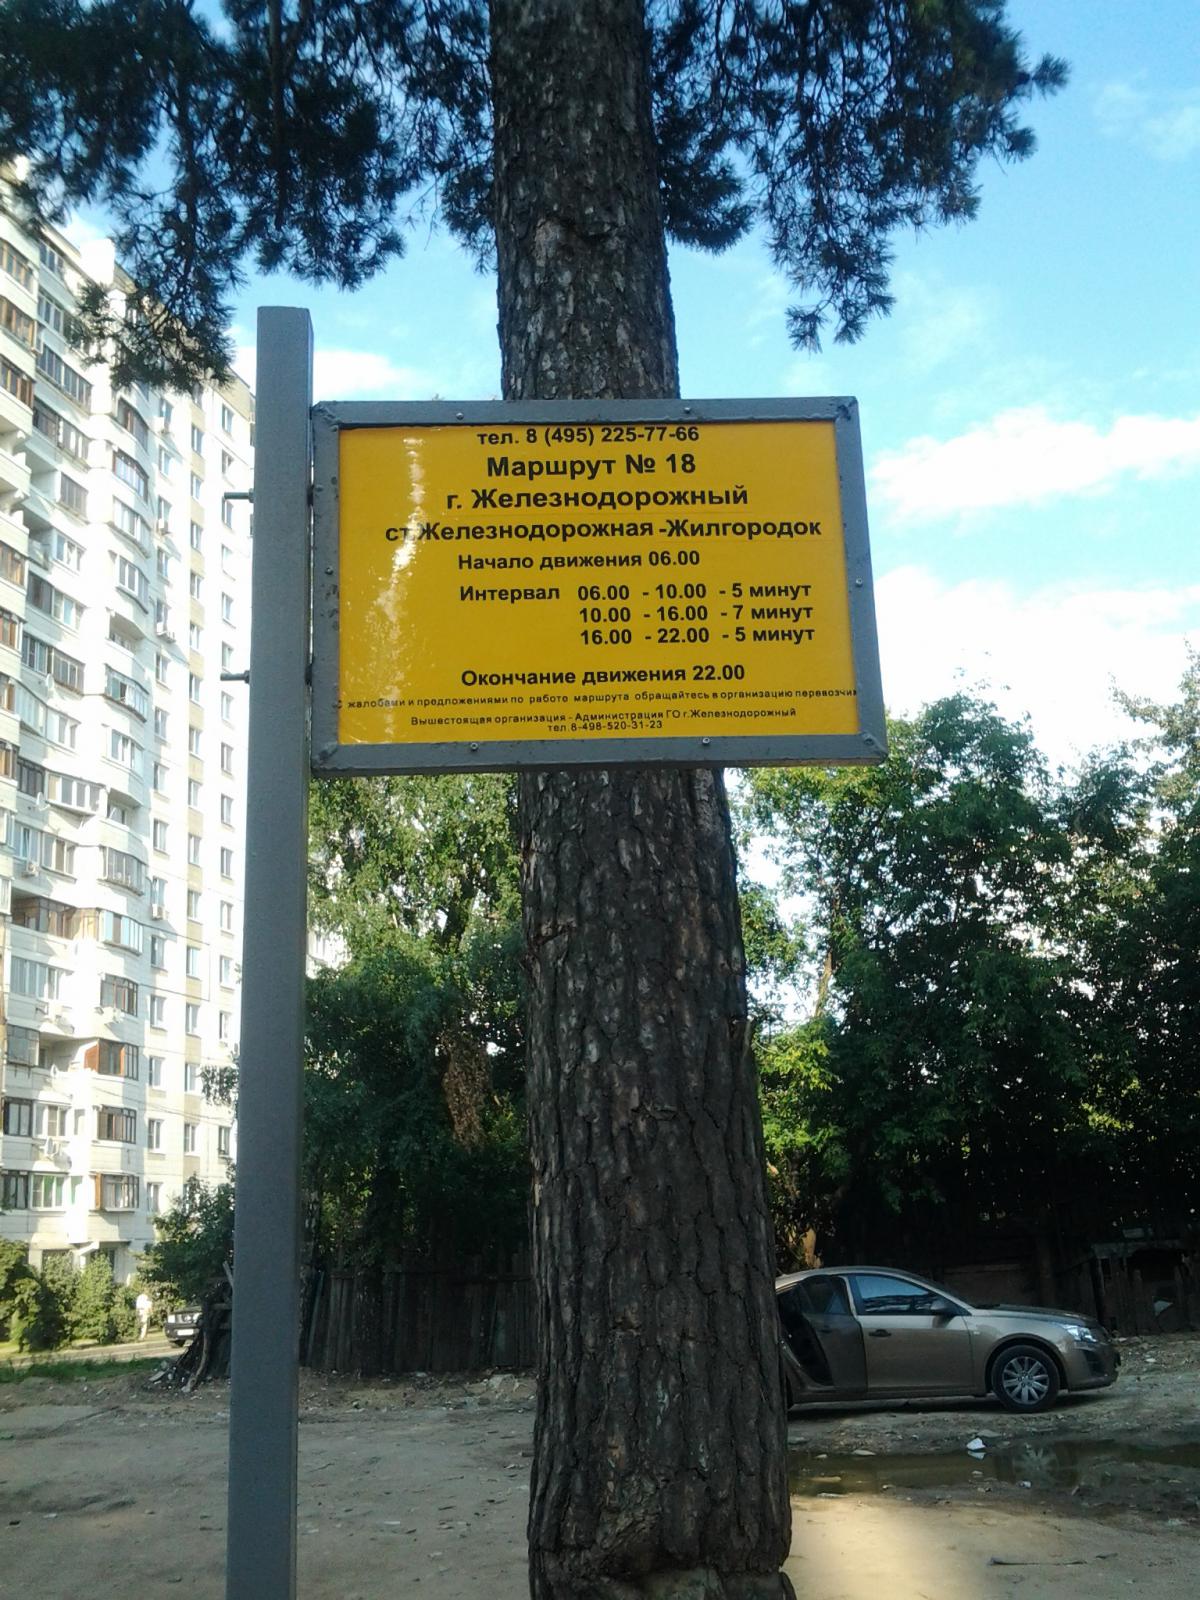 тел. 8 (495) 225-77-66
Маршрут № 18
г. Железнодорожный
ст.Железнодорожная -Жилгородок
Начало движения 06.00
Интервал 06.00 - 10.00 - 5 минут
10.00 - 16.00 - 7 минут
16.00 - 22.00 - 5 минут
Окончание движения 22.00
С жалобами и предложениями по работе маршрута обращайтесь в организацию перевозчик
Вышестоящая организация - Администрация ГО г.Железнодорожный
тел.8-498-520-31-23